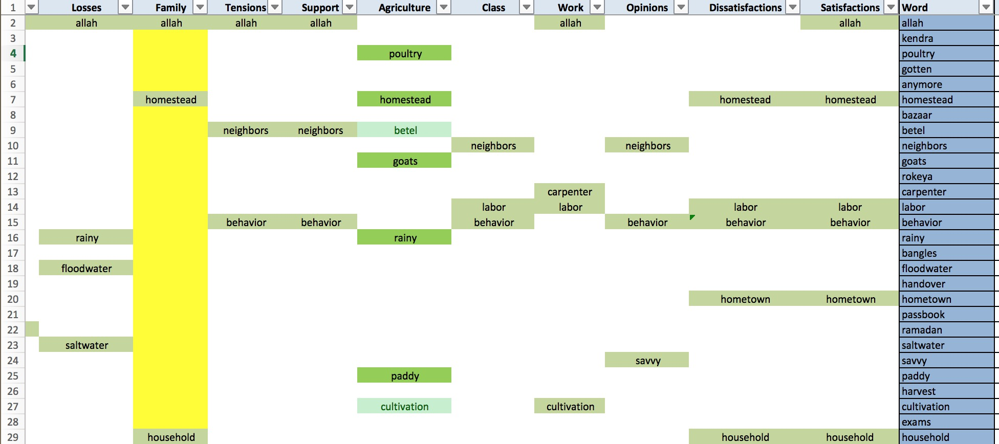 1 Losses Family Tensions Support Agriculture Class Work Opinions Dissatisfactions Satisfactions Word
2 allah allah allah allah allah allah allah
3 kendra
4 poultry poultry
5 gotten
6 anymore
7 homestead homestead homestead homestead homestead
8 bazaar
9 neighbors neighbors betel betel
10 neighbors neighbors neighbors
11 goats goats
12 rokeya
13 carpenter carpenter
14 labor labor labor labor labor
15 behavior behavior behavior behavior behavior behavior behavior
16 rainy rainy rainy
17 bangles
18 floodwater floodwater
19 handover
20 hometown hometown hometown
21 passbook
22 ramadan
23 saltwater saltwater
24 savvy savvy
25 paddy paddy
26 harvest
27 cultivation cultivation cultivation
28 exams
29 household household household household